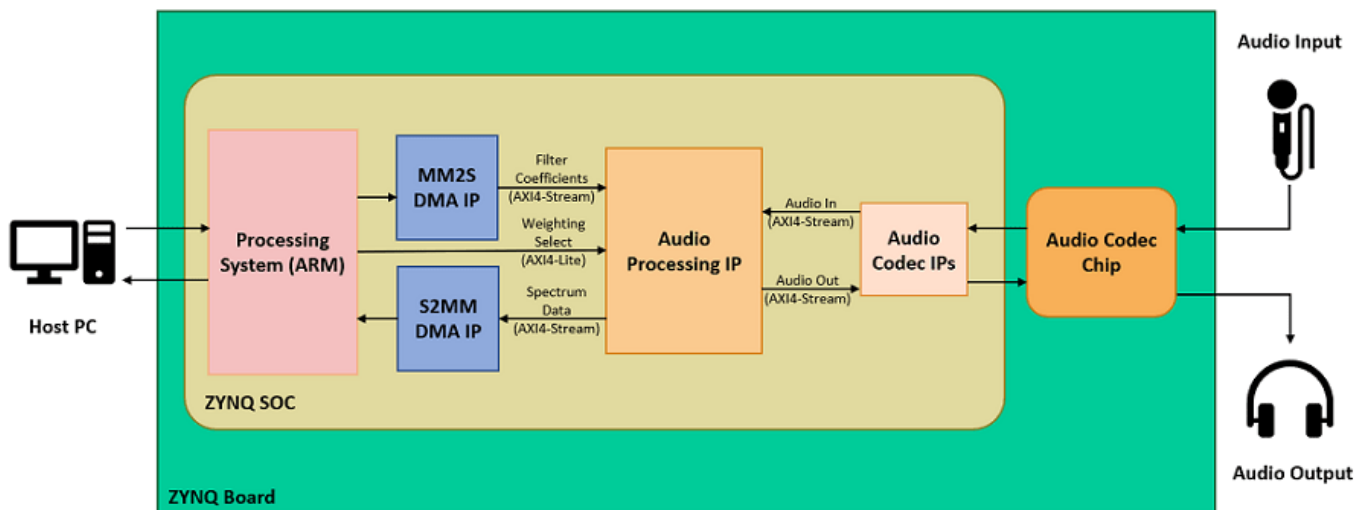 Audio Input
MM2S
DMA IP
Filter
Coefficients
(AXI4-Stream)
Weighting
Select
(AXI4-Lite)
Processing
System (ARM)
Audio
Processing IP
Audio In
(AXI4-Stream)
Audio
Codec IPs
Audio Codec
Chip
S2MM
DMA IP
Spectrum
Data
(AXI4-Stream)
Audio Out
(AXI4-Stream)
Host PC
ZYNQ SOC
Audio Output
ZYNQ Board